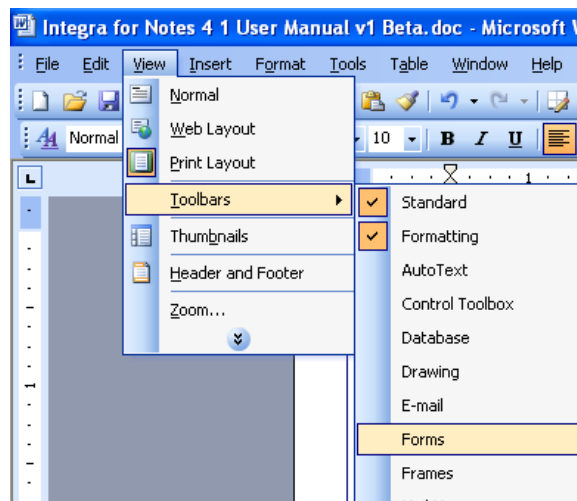 Integra for Notes 4 1 User Manual v1 Beta.doc - Microsoft
File Edit View Insert Format Tools Table Window Help
Normal
Web Layout
Print Layout
Toolbars
Thumbnails
Header and Footer
Zoom...
Normal
10 B I U
L
1
1
Standard
Formatting
AutoText
Control Toolbox
Database
Drawing
E-mail
Forms
Frames